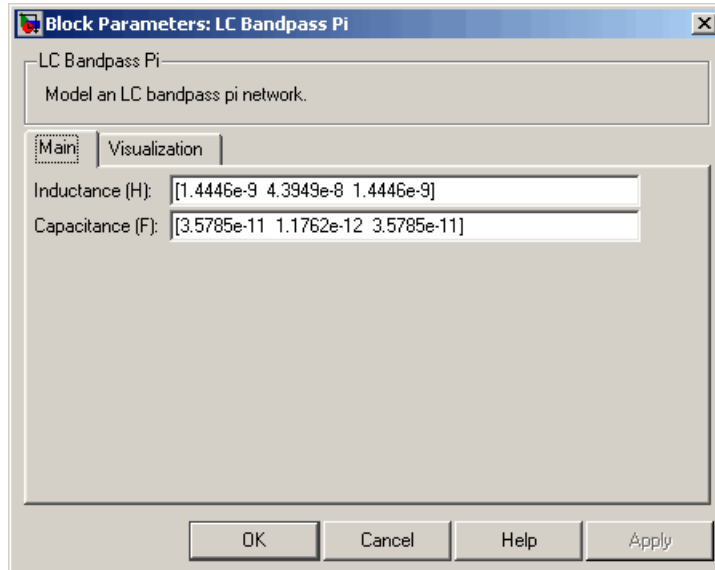 Block Parameters: LC Bandpass Pi
LC Bandpass Pi
Model an LC bandpass pi network.
Main Visualization
Inductance (H): [1.4446e-9 4.3949e-8 1.4446e-9]
Capacitance (F): [3.5785e-11 1.1762e-12 3.5785e-11]
OK Cancel Help Apply